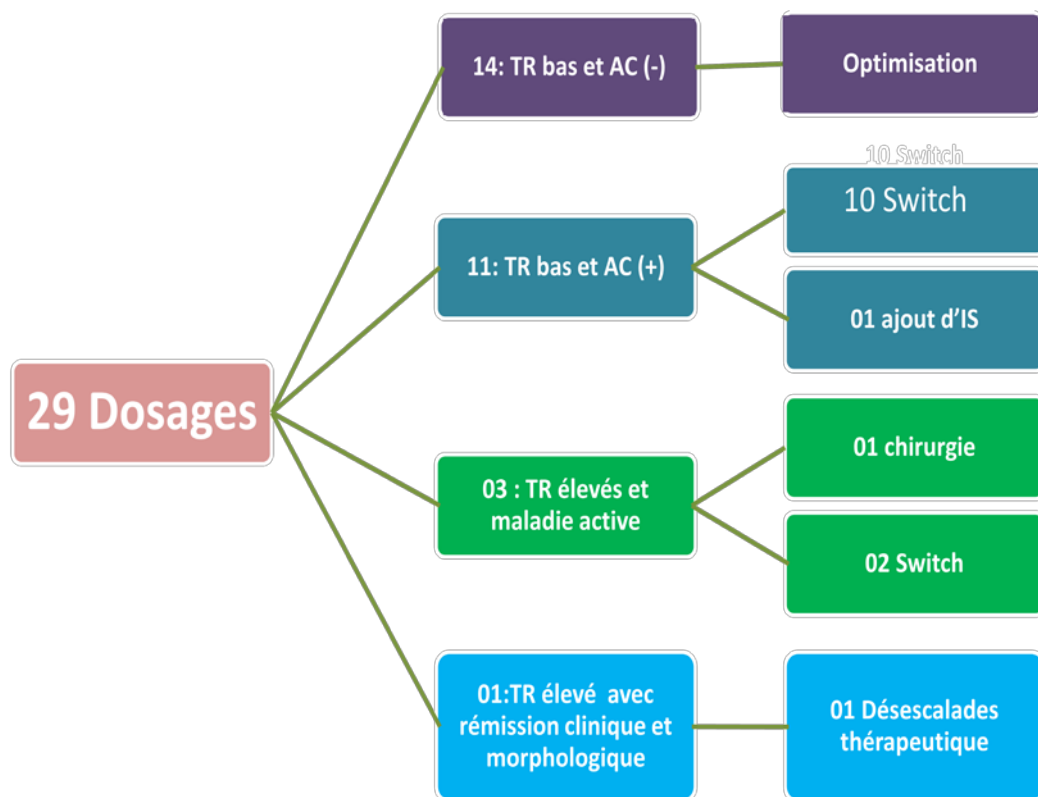 14: TR bas et AC (-)
Optimisation
10 Switch
10 Switch
11: TR bas et AC (+)
01 ajout d’IS
29 Dosages
01 chirurgie
03 : TR élevés et
maladie active
02 Switch
01:TR élevé avec
rémission clinique et
morphologique
01 Désescalades
thérapeutique